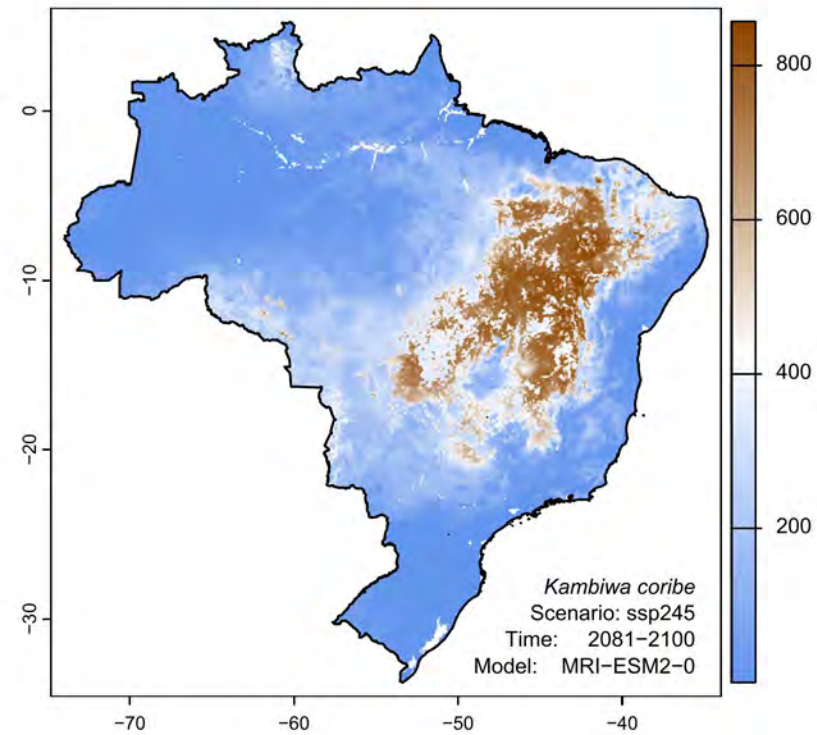 800
600
400
200
0
−10
−20
−30
Kambiwa coribe
Scenario: ssp245
Time: 2081−2100
Model: MRI−ESM2−0
−70 −60 −50 −40